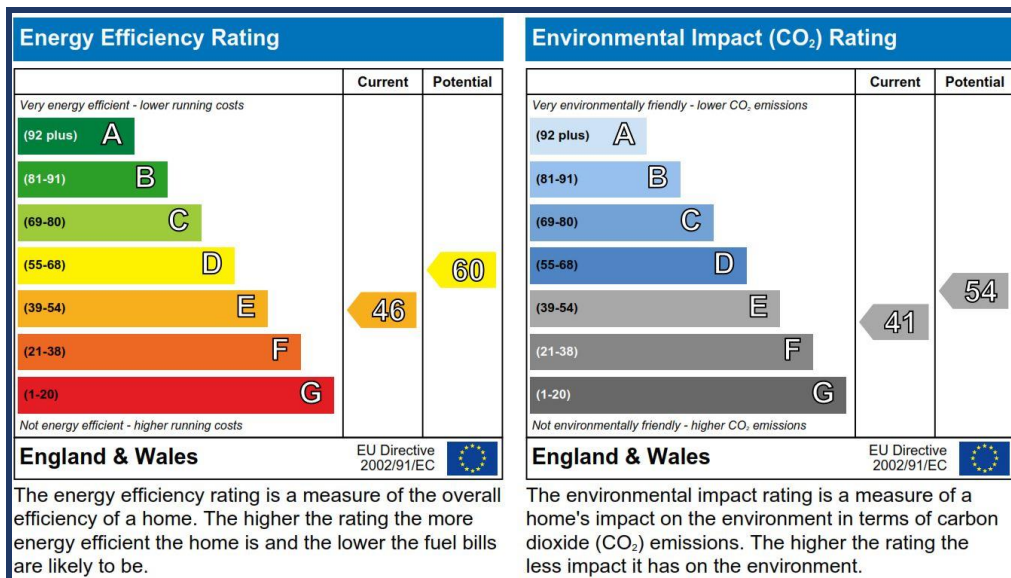 Energy Efficiency Rating
Current Potential
Very energy efficient - lower running costs
(92 plus) A
(81-91) B
(69-80) C
(55-68) D
60
(39-54) E
46
(21-38) F
(1-20) G
Not energy efficient - higher running costs
England & Wales
EU Directive
2002/91/EC
The energy efficiency rating is a measure of the overall
efficiency of a home. The higher the rating the more
energy efficient the home is and the lower the fuel bills
are likely to be.
Environmental Impact (CO₂) Rating
Current Potential
Very environmentally friendly - lower CO₂ emissions
(92 plus) A
(81-91) B
(69-80) C
(55-68) D
54
(39-54) E
41
(21-38) F
(1-20) G
Not environmentally friendly - higher CO₂ emissions
England & Wales
EU Directive
2002/91/EC
The environmental impact rating is a measure of a
home's impact on the environment in terms of carbon
dioxide (CO₂) emissions. The higher the rating the
less impact it has on the environment.